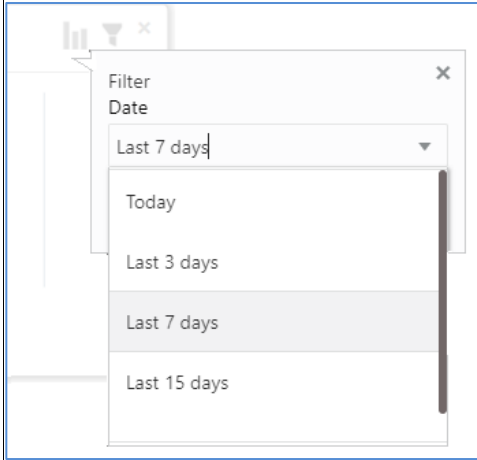 Filter
Date
Last 7 days
Today
Last 3 days
Last 7 days
Last 15 days